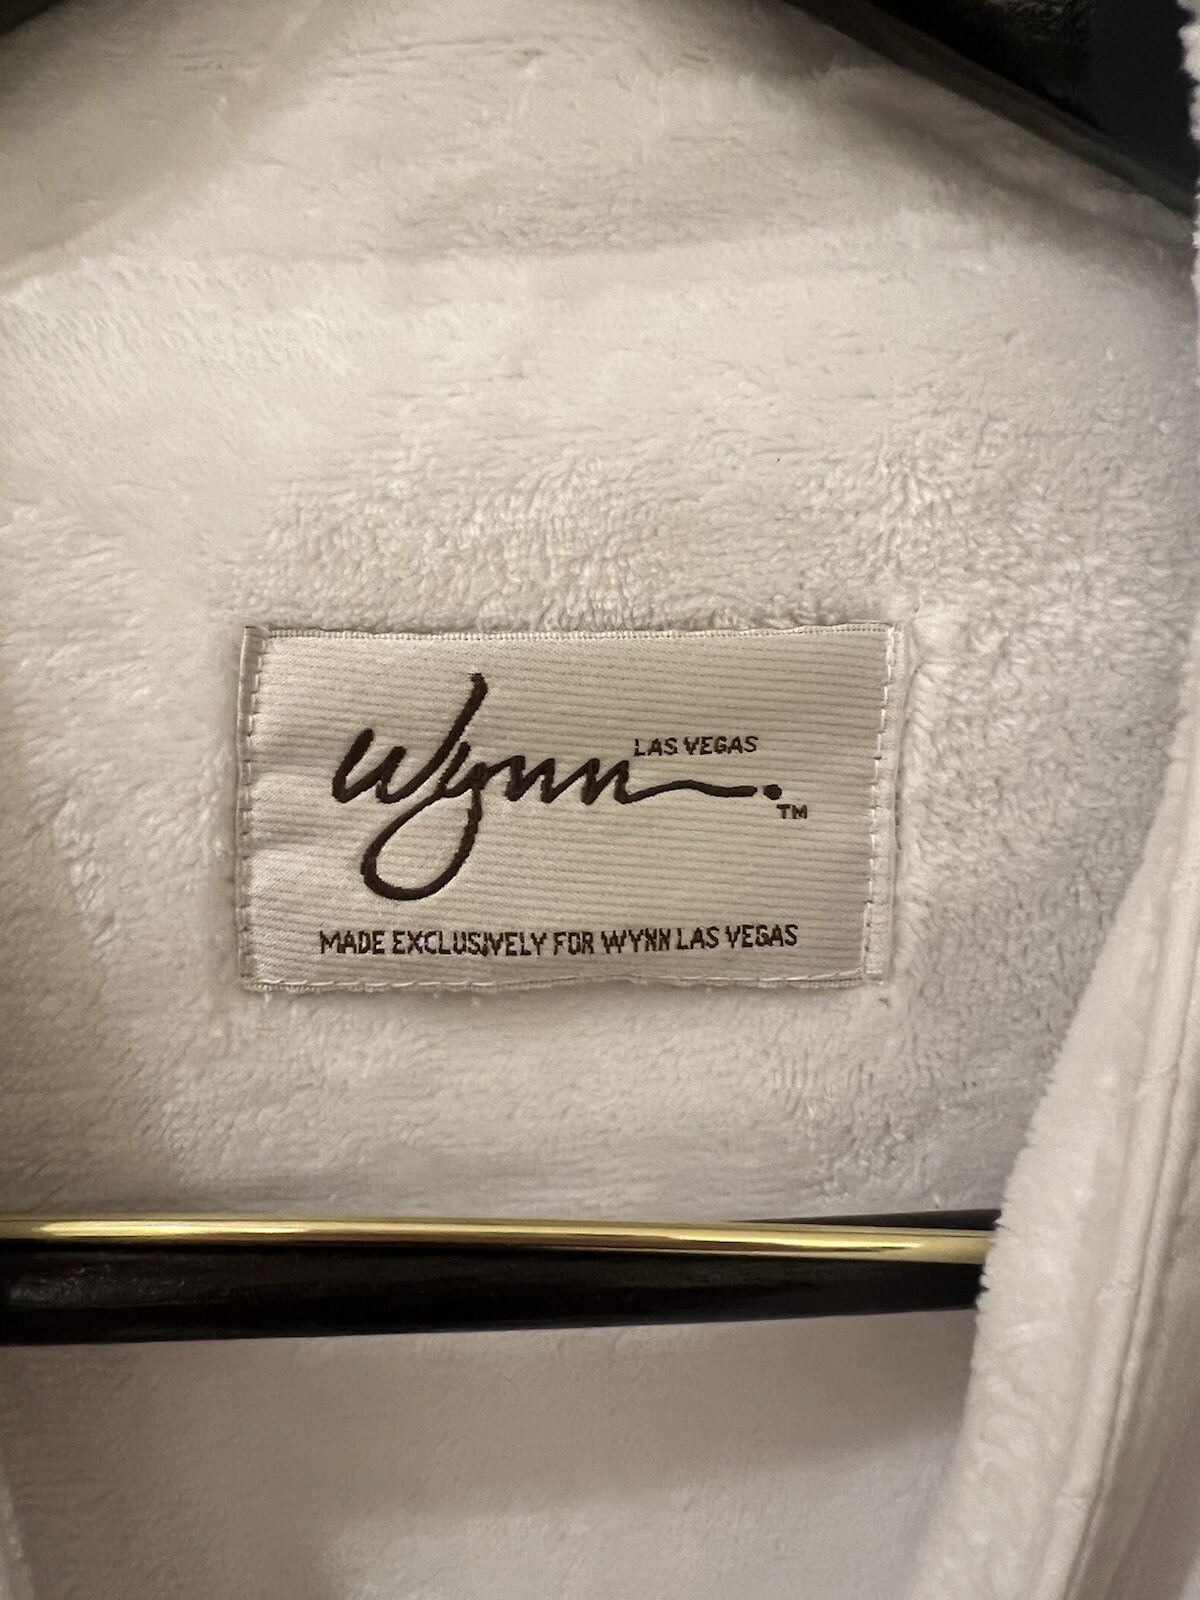 Wynn
LAS VEGAS
TM
MADE EXCLUSIVELY FOR WYNN LAS VEGAS